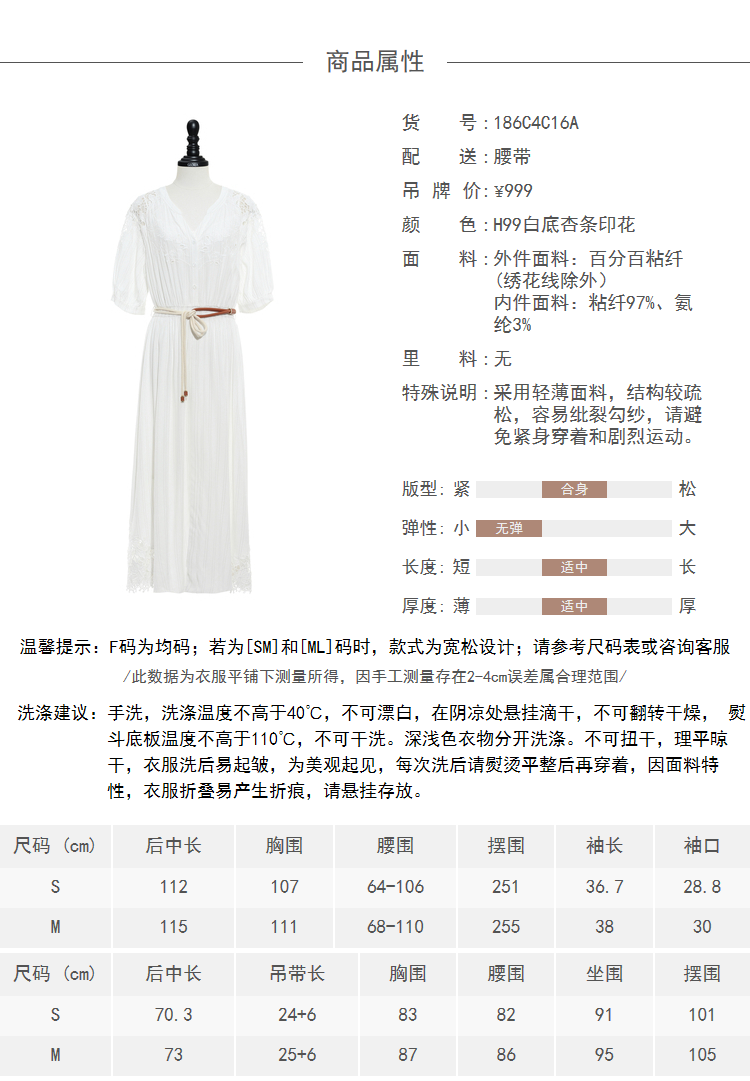 商品属性
货 号：186C4C16A
配 送：腰带
吊 牌 价：¥999
颜 色：H99白底杏条印花
面 料：外件面料：百分百粘纤
(绣花线除外)
内件面料：粘纤97%、氨
纶3%
里 料：无
特殊说明：采用轻薄面料，结构较疏
松，容易纰裂勾纱，请避
免紧身穿着和剧烈运动。
版型：紧 合身 松
弹性：小 无弹 大
长度：短 适中 长
厚度：薄 适中 厚
温馨提示：F码为均码；若为[SM]和[ML]码时，款式为宽松设计；请参考尺码表或咨询客服
/此数据为衣服平铺下测量所得，因手工测量存在2-4cm误差属合理范围/
洗涤建议：手洗，洗涤温度不高于40℃，不可漂白，在阴凉处悬挂滴干，不可翻转干燥， 熨
斗底板温度不高于110℃，不可干洗。深浅色衣物分开洗涤。不可扭干，理平晾
干，衣服洗后易起皱，为美观起见，每次洗后请熨烫平整后再穿着，因面料特
性，衣服折叠易产生折痕，请悬挂存放。
尺码 (cm) 后中长 胸围 腰围 摆围 袖长 袖口
S 112 107 64-106 251 36.7 28.8
M 115 111 68-110 255 38 30
尺码 (cm) 后中长 吊带长 胸围 腰围 坐围 摆围
S 70.3 24+6 83 82 91 101
M 73 25+6 87 86 95 105